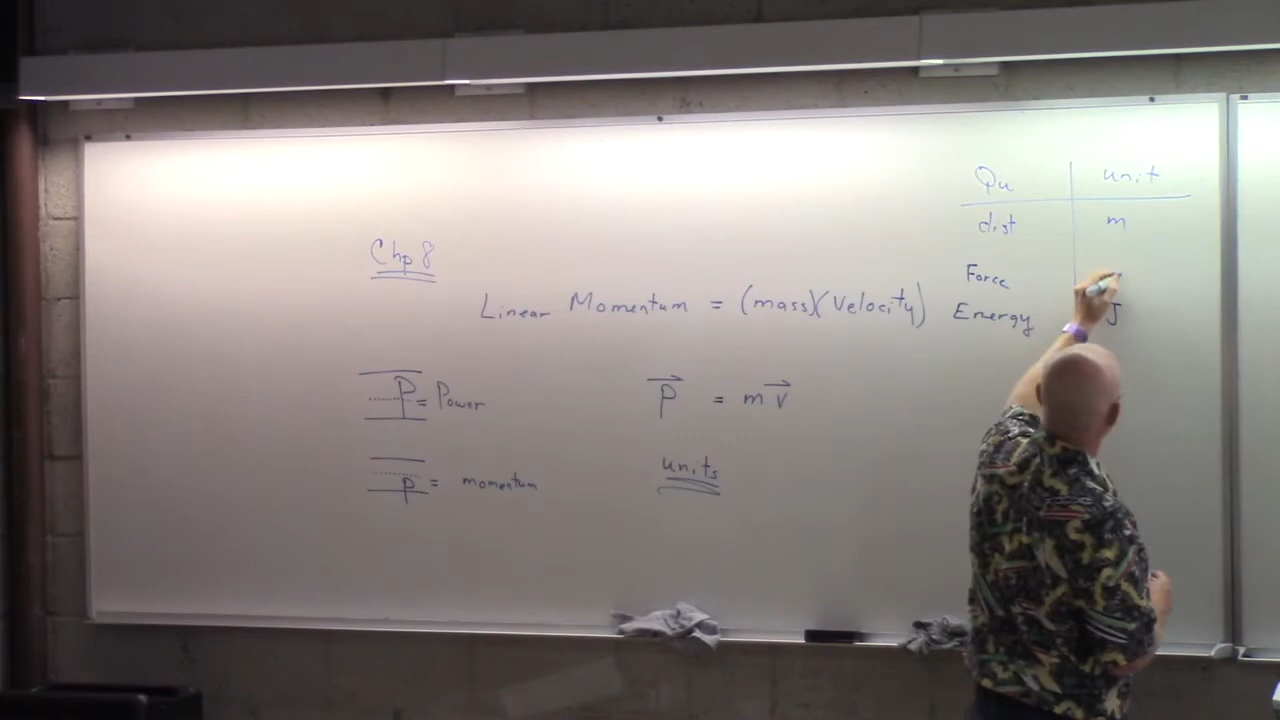 Qu unit
dist m
Chp 8
Force
Linear Momentum = (mass)(Velocity)
Energy J
P = Power
p = momentum
P = m v
units